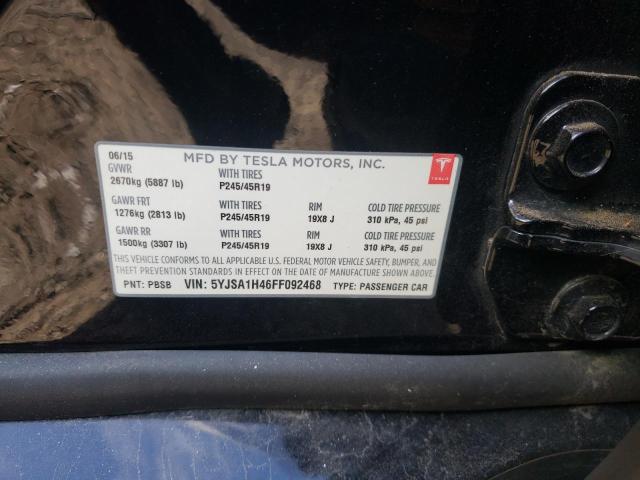 06/15 MFD BY TESLA MOTORS, INC.
GVWR WITH TIRES
2670kg (5887 lb) P245/45R19
TESLA
GAWR FRT WITH TIRES RIM COLD TIRE PRESSURE
1276kg (2813 lb) P245/45R19 19X8 J 310 kPa, 45 psi
GAWR RR WITH TIRES RIM COLD TIRE PRESSURE
1500kg (3307 lb) P245/45R19 19X8 J 310 kPa, 45 psi
THIS VEHICLE CONFORMS TO ALL APPLICABLE U.S. FEDERAL MOTOR VEHICLE SAFETY, BUMPER, AND
THEFT PREVENTION STANDARDS IN EFFECT ON THE DATE OF MANUFACTURE SHOWN ABOVE.
PNT: PBSB VIN: 5YJSA1H46FF092468 TYPE: PASSENGER CAR